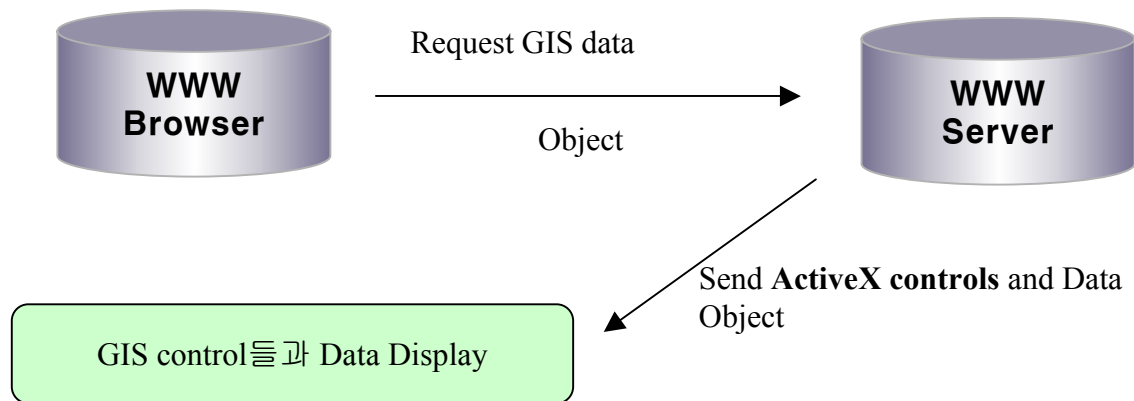 WWW
Browser
Request GIS data
Object
WWW
Server
Send ActiveX controls and Data
Object
GIS control들과 Data Display